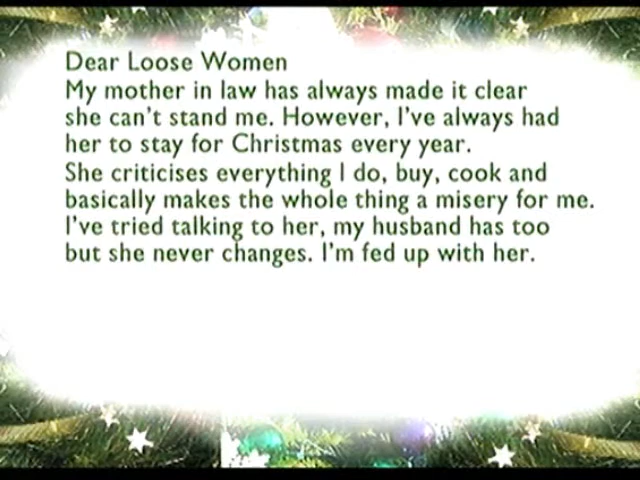 Dear Loose Women
My mother in law has always made it clear
she can't stand me. However, I've always had
her to stay for Christmas every year.
She criticises everything I do, buy, cook and
basically makes the whole thing a misery for me.
I've tried talking to her, my husband has too
but she never changes. I'm fed up with her.